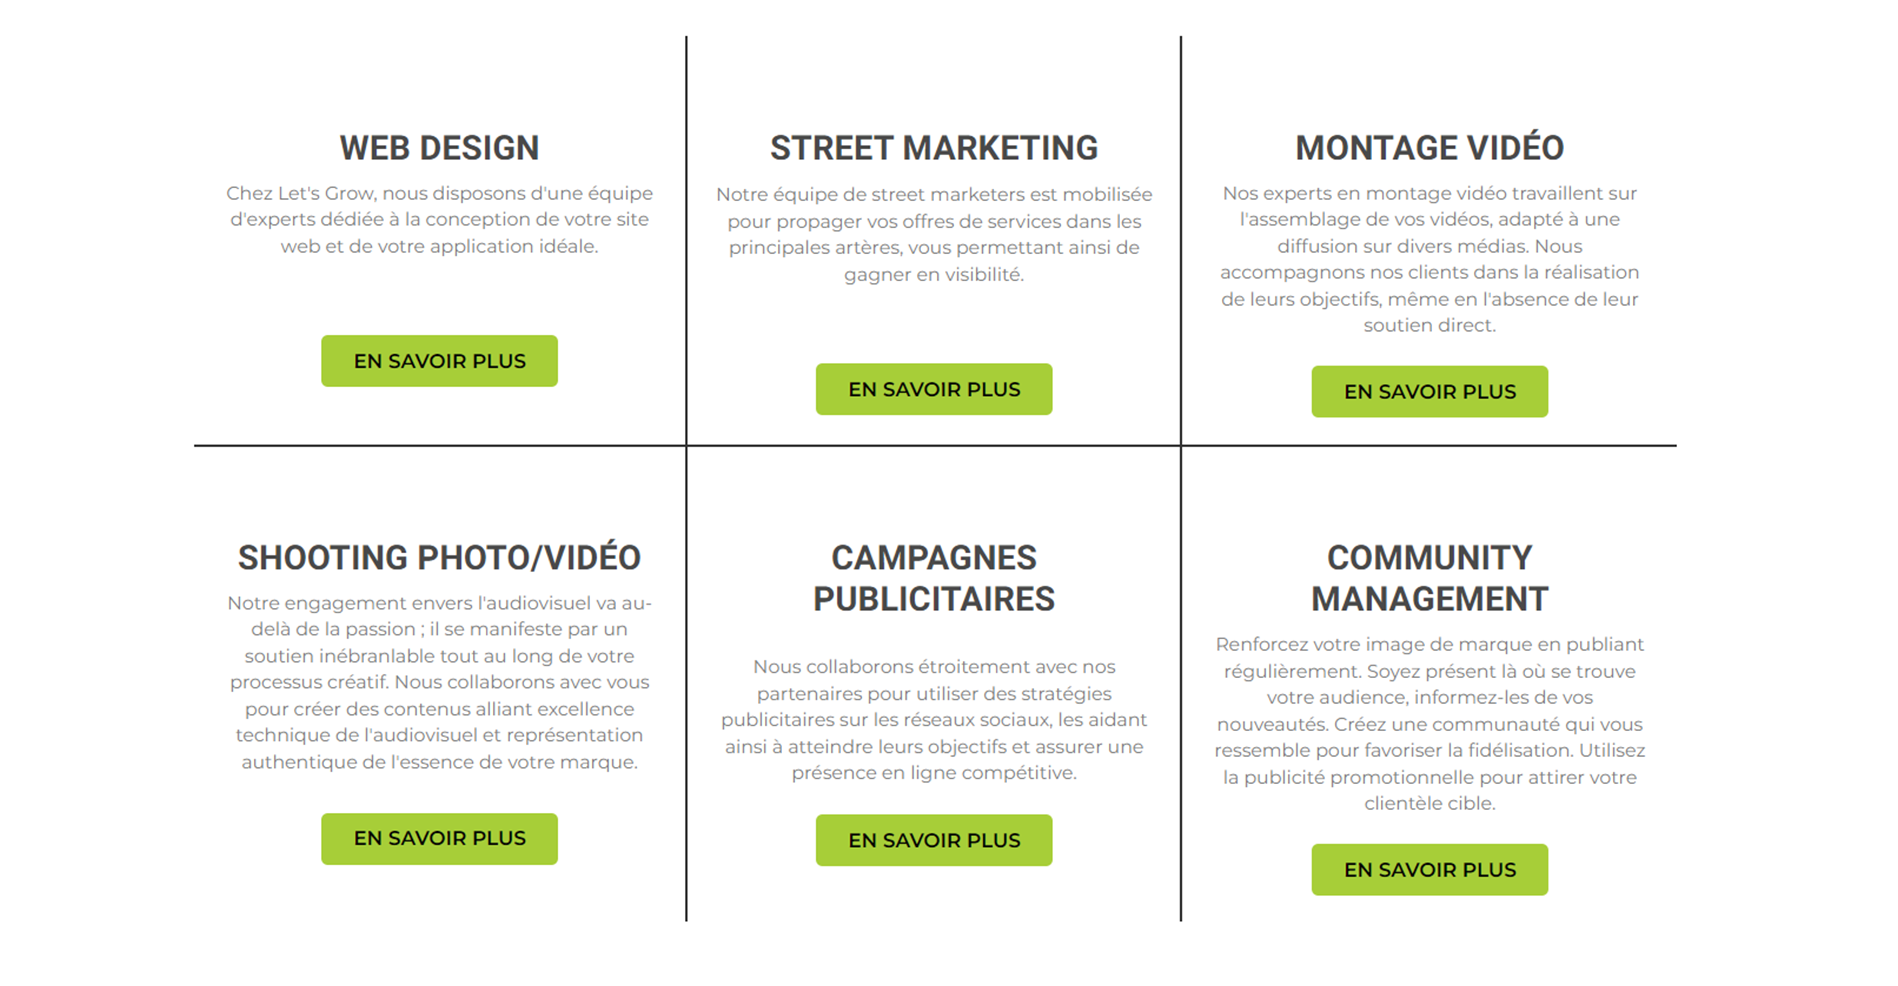 WEB DESIGN
Chez Let's Grow, nous disposons d'une équipe
d'experts dédiée à la conception de votre site
web et de votre application idéale.
EN SAVOIR PLUS
STREET MARKETING
Notre équipe de street marketers est mobilisée
pour propager vos offres de services dans les
principales artères, vous permettant ainsi de
gagner en visibilité.
EN SAVOIR PLUS
MONTAGE VIDÉO
Nos experts en montage vidéo travaillent sur
l'assemblage de vos vidéos, adapté à une
diffusion sur divers médias. Nous
accompagnons nos clients dans la réalisation
de leurs objectifs, même en l'absence de leur
soutien direct.
EN SAVOIR PLUS
SHOOTING PHOTO/VIDÉO
Notre engagement envers l'audiovisuel va au-
delà de la passion ; il se manifeste par un
soutien inébranlable tout au long de votre
processus créatif. Nous collaborons avec vous
pour créer des contenus alliant excellence
technique de l'audiovisuel et représentation
authentique de l'essence de votre marque.
EN SAVOIR PLUS
CAMPAGNES
PUBLICITAIRES
Nous collaborons étroitement avec nos
partenaires pour utiliser des stratégies
publicitaires sur les réseaux sociaux, les aidant
ainsi à atteindre leurs objectifs et assurer une
présence en ligne compétitive.
EN SAVOIR PLUS
COMMUNITY
MANAGEMENT
Renforcez votre image de marque en publiant
régulièrement. Soyez présent là où se trouve
votre audience, informez-les de vos
nouveautés. Créez une communauté qui vous
ressemble pour favoriser la fidélisation. Utilisez
la publicité promotionnelle pour attirer votre
clientèle cible.
EN SAVOIR PLUS